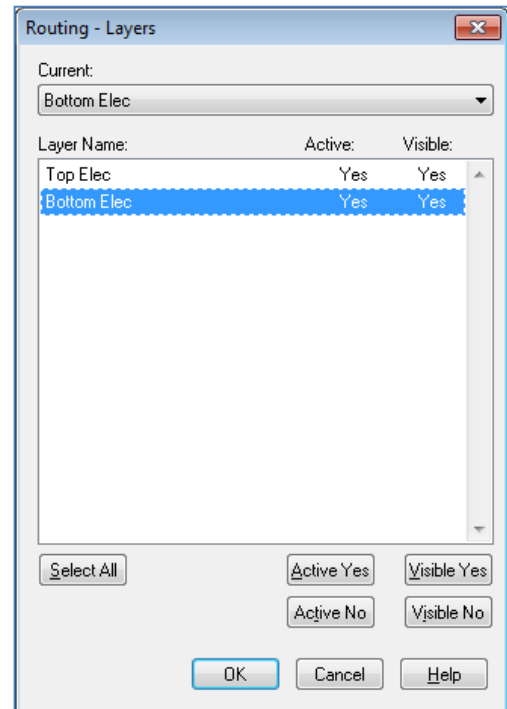 Routing - Layers
Current:
Bottom Elec
Layer Name: Active: Visible:
Top Elec Yes Yes
Bottom Elec Yes Yes
Select All Active Yes Visible Yes
Active No Visible No
OK Cancel Help